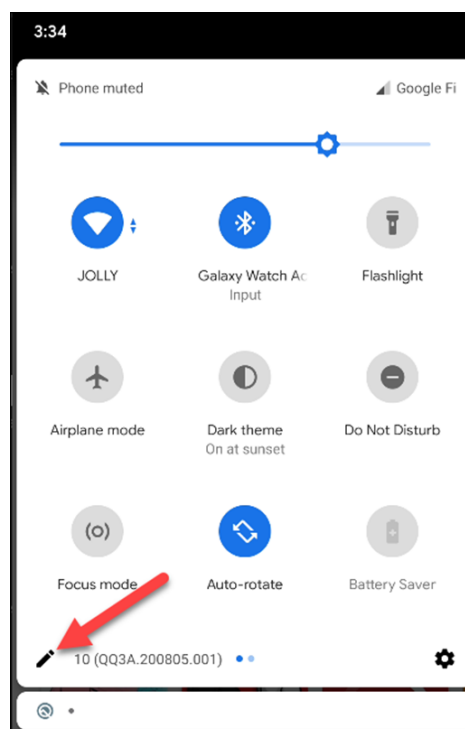 3:34
Phone muted
Google Fi
JOLLY
Galaxy Watch Ac
Input
Flashlight
Airplane mode
Dark theme
On at sunset
Do Not Disturb
Focus mode
Auto-rotate
Battery Saver
10 (QQ3A.200805.001)